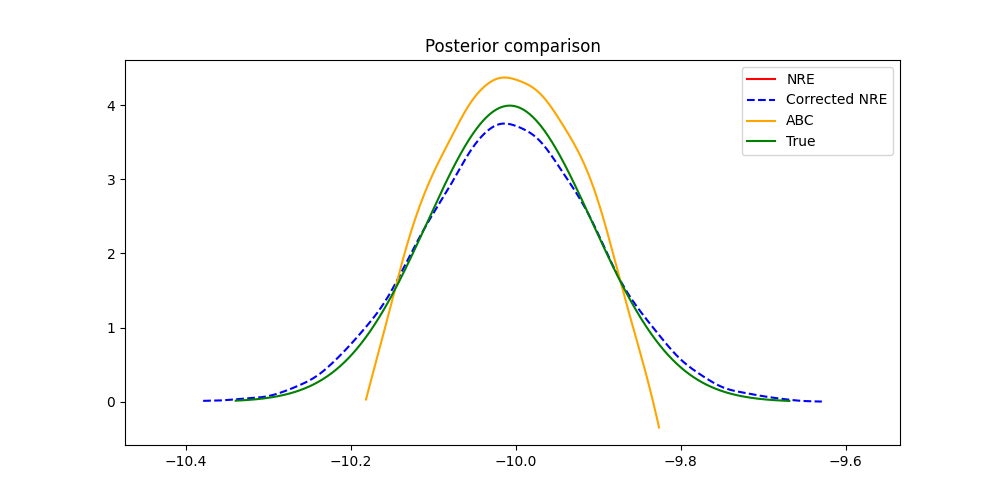 Posterior comparison
NRE
Corrected NRE
ABC
True
4
3
2
1
0
−10.4 −10.2 −10.0 −9.8 −9.6